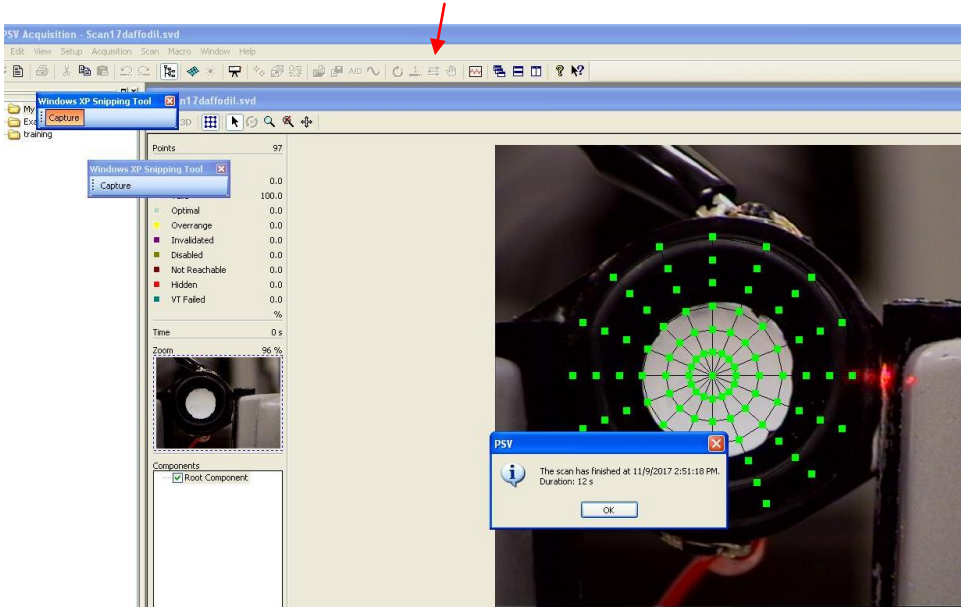 PSV Acquisition - Scan17daffodil.svd
Edit View Setup Acquisition Scan Macro Window Help
A/D
Windows XP Snipping Tool
Capture
n17daffodil.svd
3D
My
Exa
training
Points 97
Windows XP Snipping Tool
Capture
0.0
Valid 100.0
Optimal 0.0
Overrange 0.0
Invalidated 0.0
Disabled 0.0
Not Reachable 0.0
Hidden 0.0
VT Failed 0.0
%
Time 0 s
Zoom 96 %
Components
Root Component
PSV
The scan has finished at 11/9/2017 2:51:18 PM.
Duration: 12 s
OK